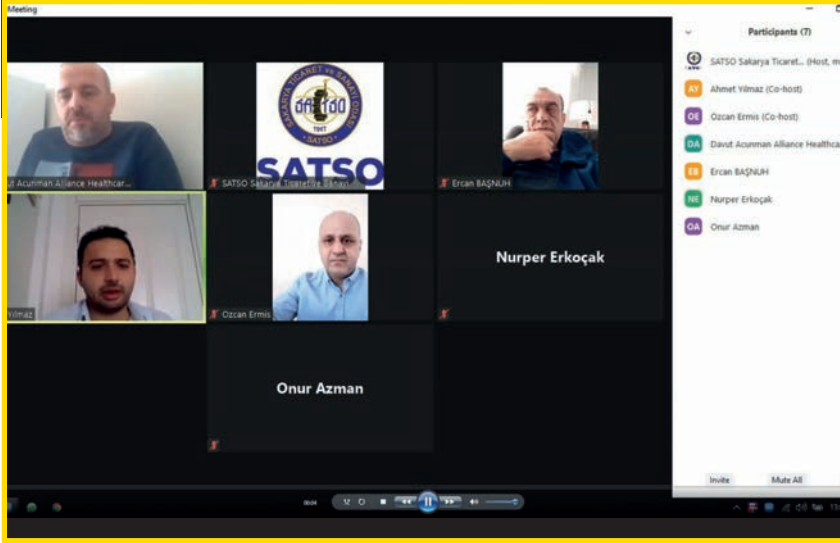 Meeting
Participants (7)
SATSO Sakarya Ticaret... (Host, m
AY Ahmet Yilmaz (Co-host)
OE Ozcan Ermis (Co-host)
DA Davut Acunman Alliance Healthca
EB Ercan BAŞNUH
NE Nurper Erkoçak
OA Onur Azman
SAKARYA TİCARET VE SANAYİ ODASI
SATSO
SATSO
ut Acunman Alliance Healthcar...
SATSO Sakarya Ticaret ve Sanayi
Ercan BAŞNUH
Yilmaz
Ozcan Ermis
Nurper Erkoçak
Onur Azman
Invite
Mute All